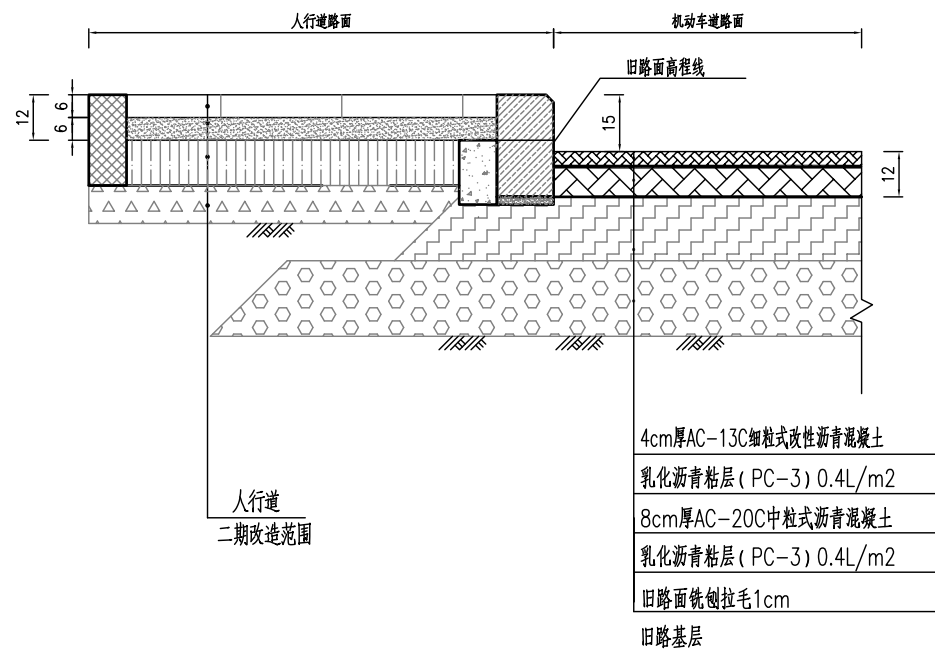 人行道路面
机动车道路面
旧路面高程线
12
6
6
15
12
4cm厚AC-13C细粒式改性沥青混凝土
乳化沥青粘层(PC-3)0.4L/m2
8cm厚AC-20C中粒式沥青混凝土
乳化沥青粘层(PC-3)0.4L/m2
旧路面铣刨拉毛1cm
旧路基层
人行道
二期改造范围